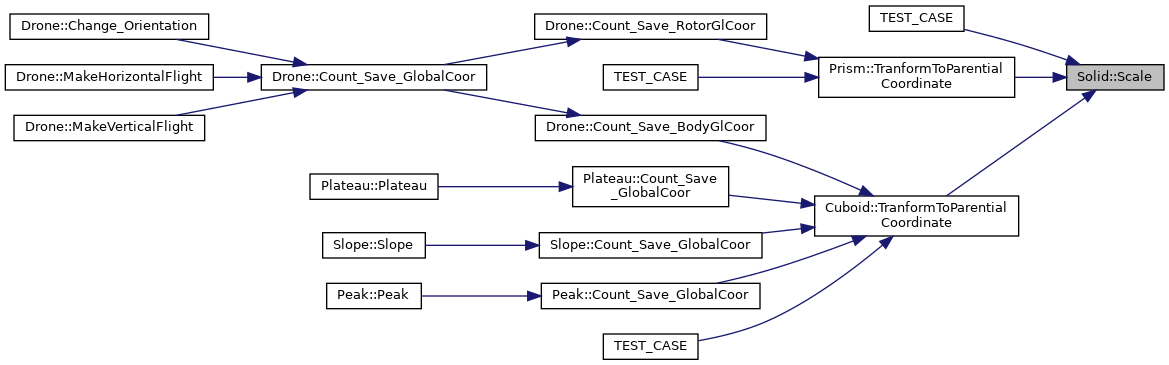 Drone::Change_Orientation
Drone::Count_Save_RotorGlCoor
TEST_CASE
Drone::MakeHorizontalFlight
Drone::Count_Save_GlobalCoor
TEST_CASE
Prism::TranformToParential
Coordinate
Solid::Scale
Drone::MakeVerticalFlight
Drone::Count_Save_BodyGlCoor
Plateau::Plateau
Plateau::Count_Save
_GlobalCoor
Cuboid::TranformToParential
Coordinate
Slope::Slope
Slope::Count_Save_GlobalCoor
Peak::Peak
Peak::Count_Save_GlobalCoor
TEST_CASE